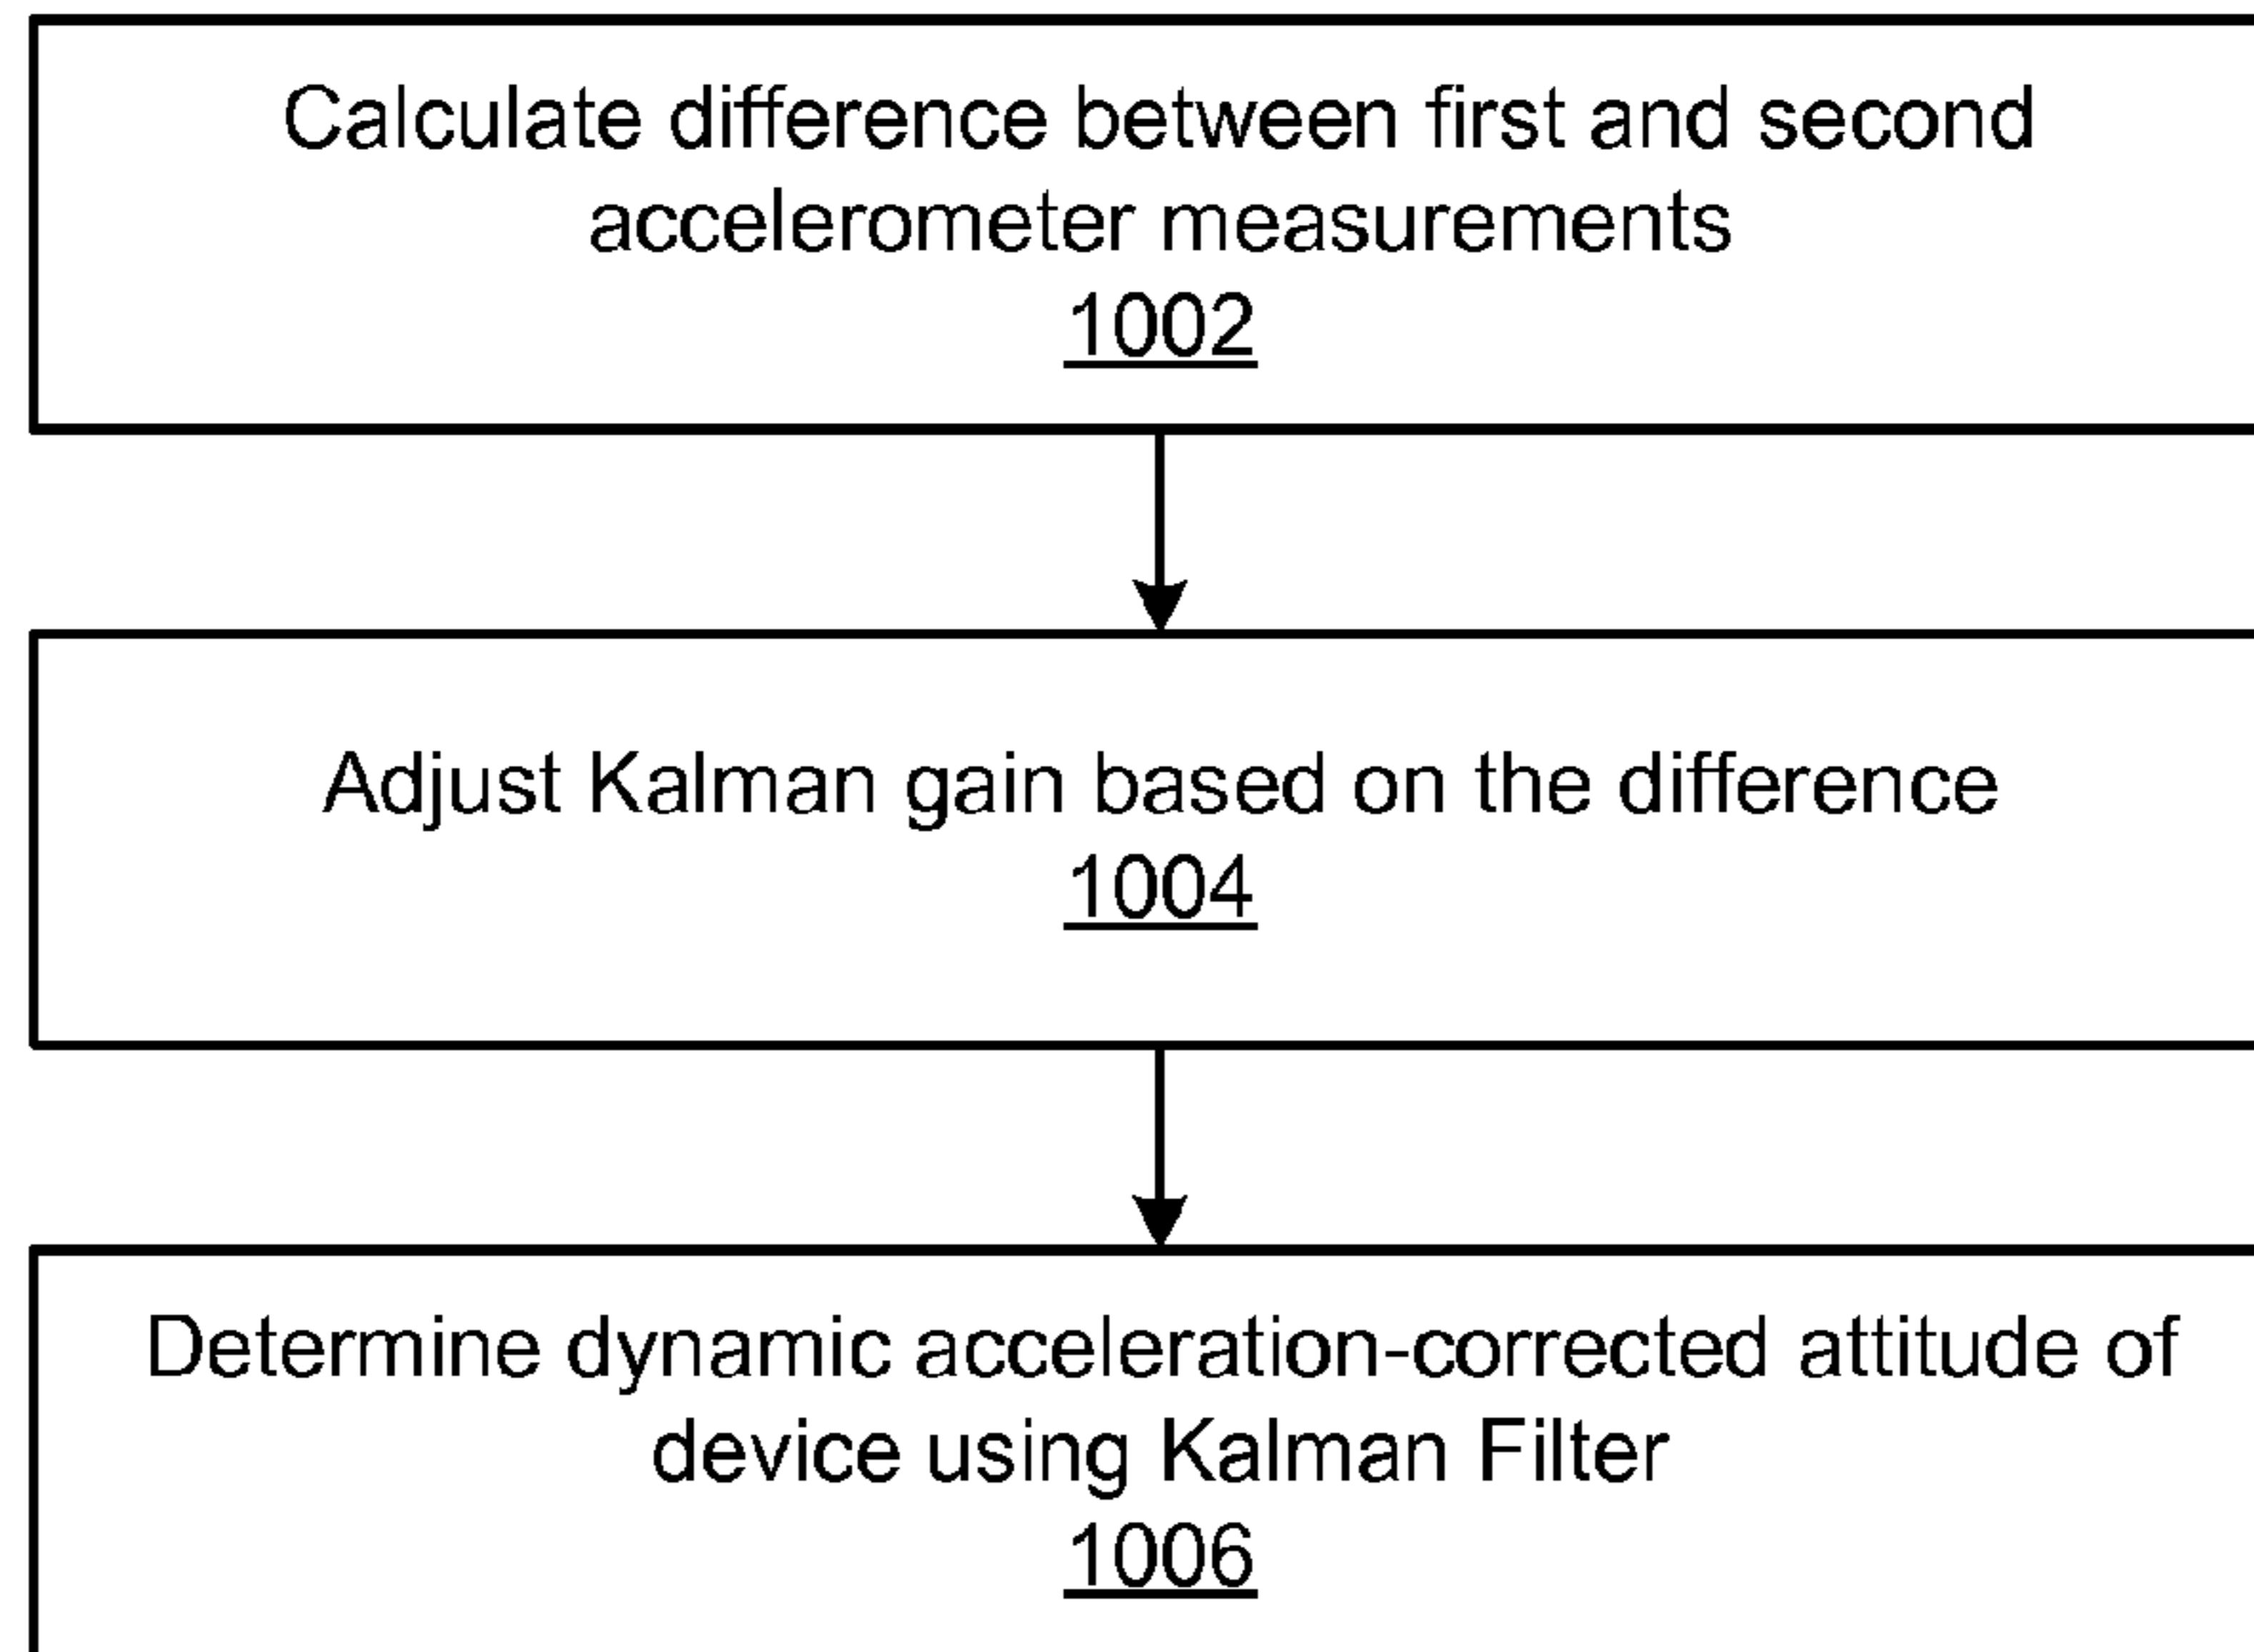 Calculate difference between first and second
accelerometer measurements
1002
Adjust Kalman gain based on the difference
1004
Determine dynamic acceleration-corrected attitude of
device using Kalman Filter
1006